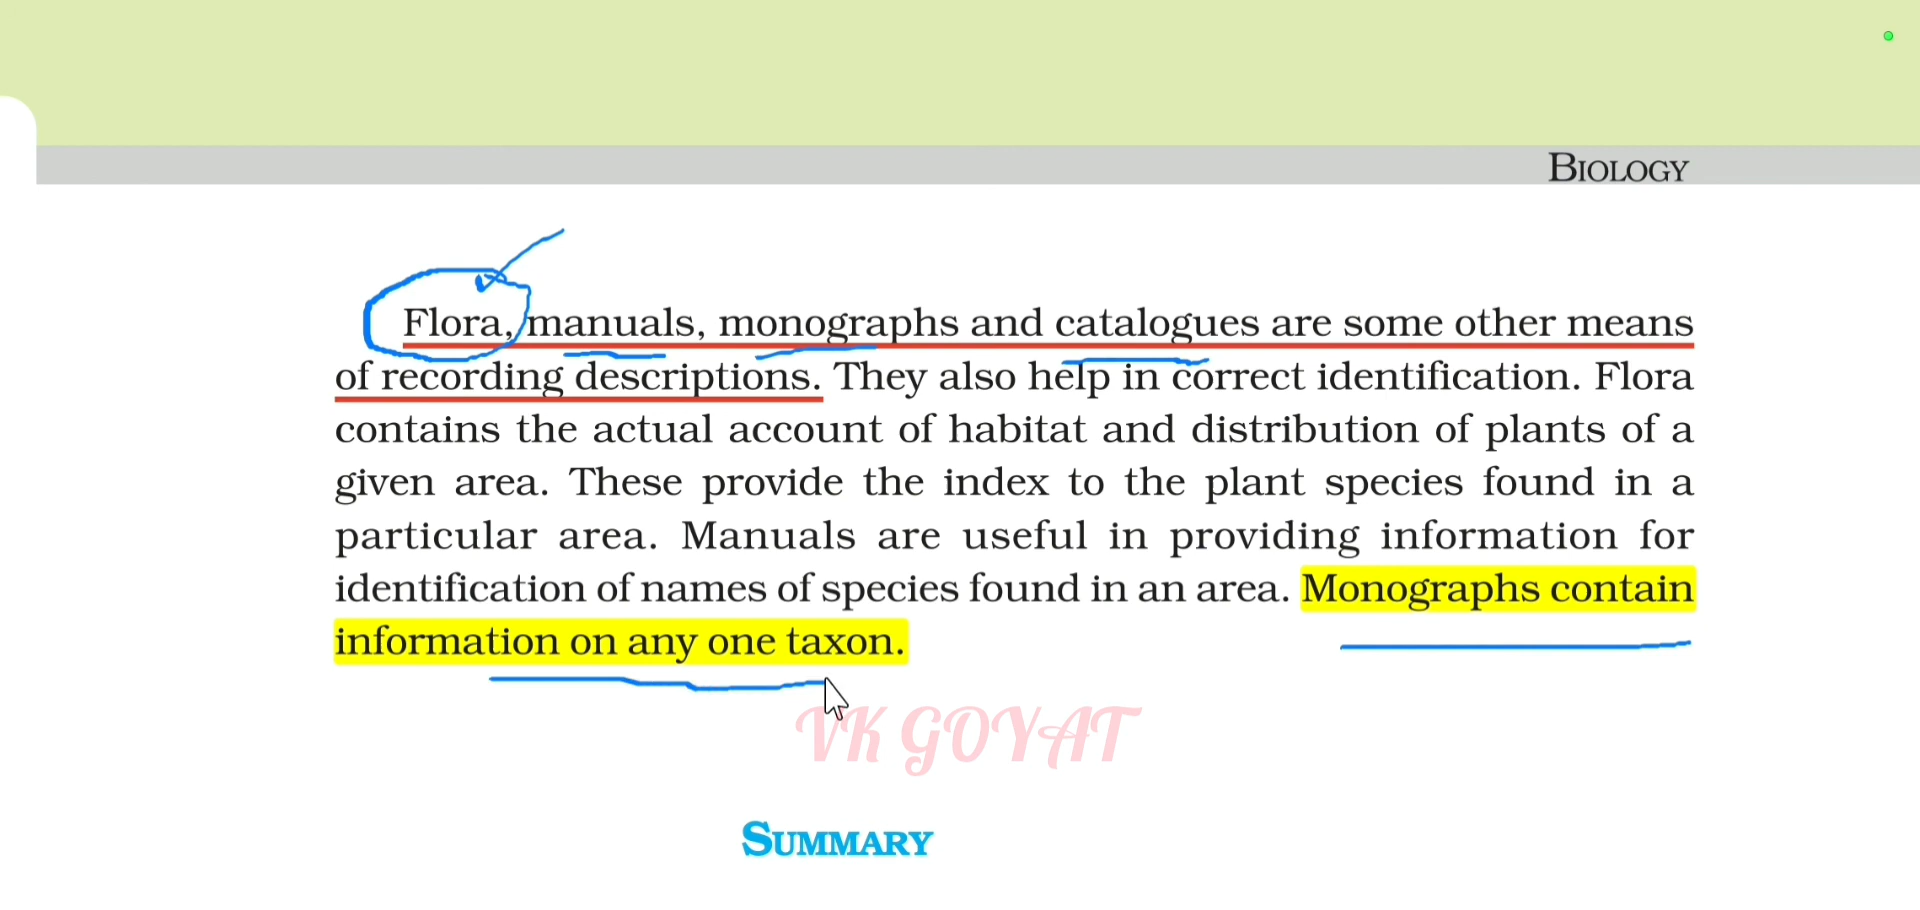 BIOLOGY
Flora, manuals, monographs and catalogues are some other means
of recording descriptions. They also help in correct identification. Flora
contains the actual account of habitat and distribution of plants of a
given area. These provide the index to the plant species found in a
particular area. Manuals are useful in providing information for
identification of names of species found in an area. Monographs contain
information on any one taxon.
VK GOYAT
SUMMARY